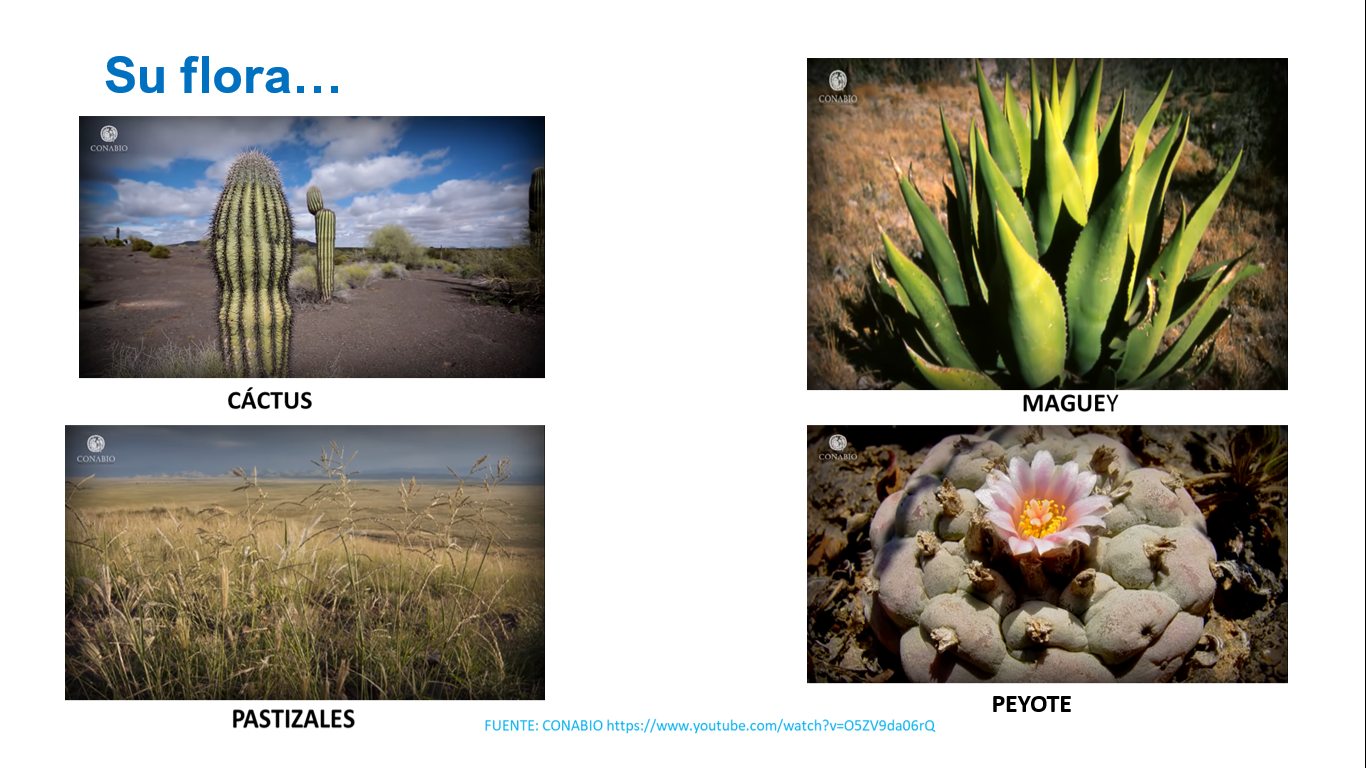 Su flora…
CONABIO
CÁCTUS
CONABIO
MAGUEY
CONABIO
PASTIZALES
CONABIO
PEYOTE
FUENTE: CONABIO https://www.youtube.com/watch?v=O5ZV9da06rQ